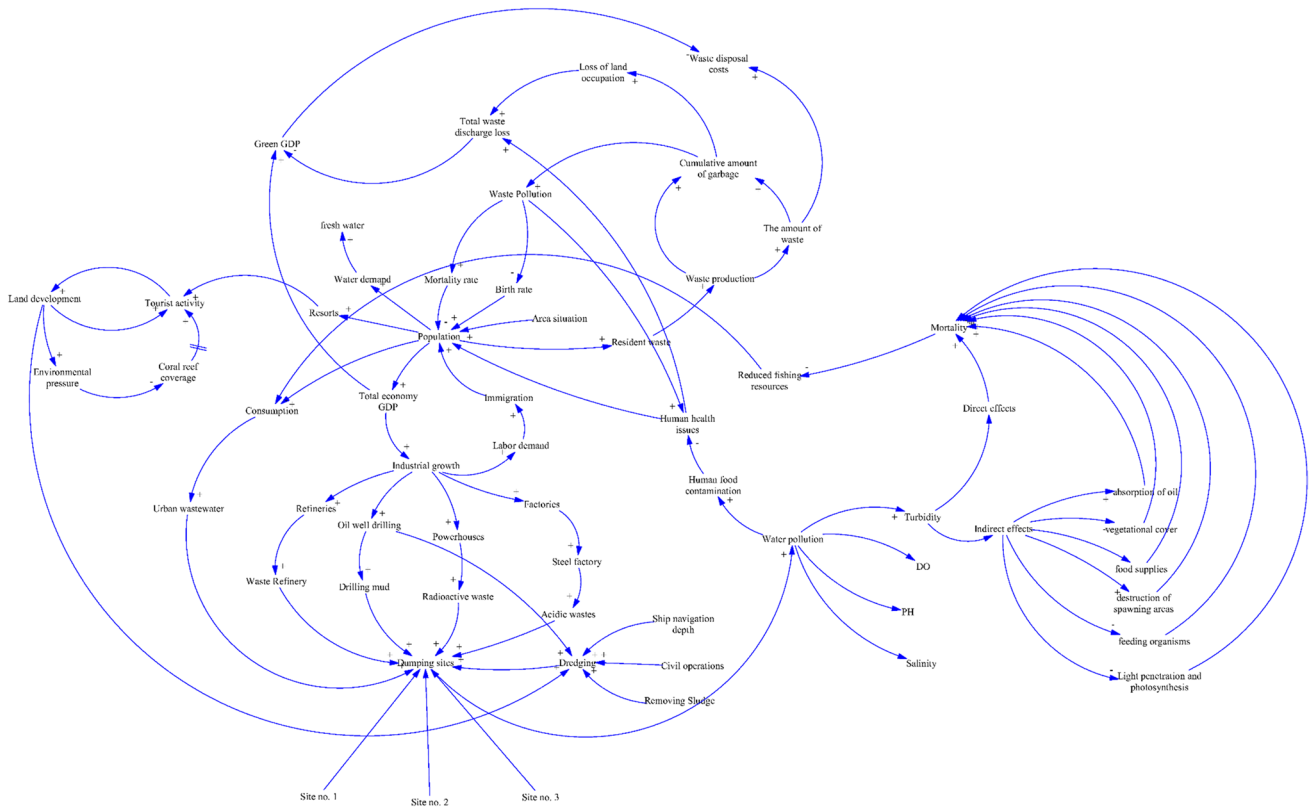 Waste disposal
costs
Loss of land
occupation
Total waste
discharge loss
Green GDP
Cumulative amount
of garbage
Waste Pollution
fresh water
The amount of
waste
Water demand
Mortality rate
Birth rate
Waste production
Land development
Tourist activity
Resorts
Area situation
Population
Resident waste
Mortality
Environmental
pressure
Coral reef
coverage
Reduced fishing
resources
Total economy
GDP
Immigration
Consumption
Human health
issues
Direct effects
Labor demand
Industrial growth
Human food
contamination
absorption of oil
Urban wastewater
Refineries
Factories
Oil well drilling
Turbidity
Indirect effects
vegetational cover
Powerhouses
Water pollution
Steel factory
DO
food supplies
Waste Refinery
Drilling mud
Radioactive waste
destruction of
spawning areas
Acidic wastes
PH
Ship navigation
depth
feeding organisms
Dumping sites
Dredging
Civil operations
Salinity
Light penetration and
photosynthesis
Removing Sludge
Site no. 1
Site no. 2
Site no. 3